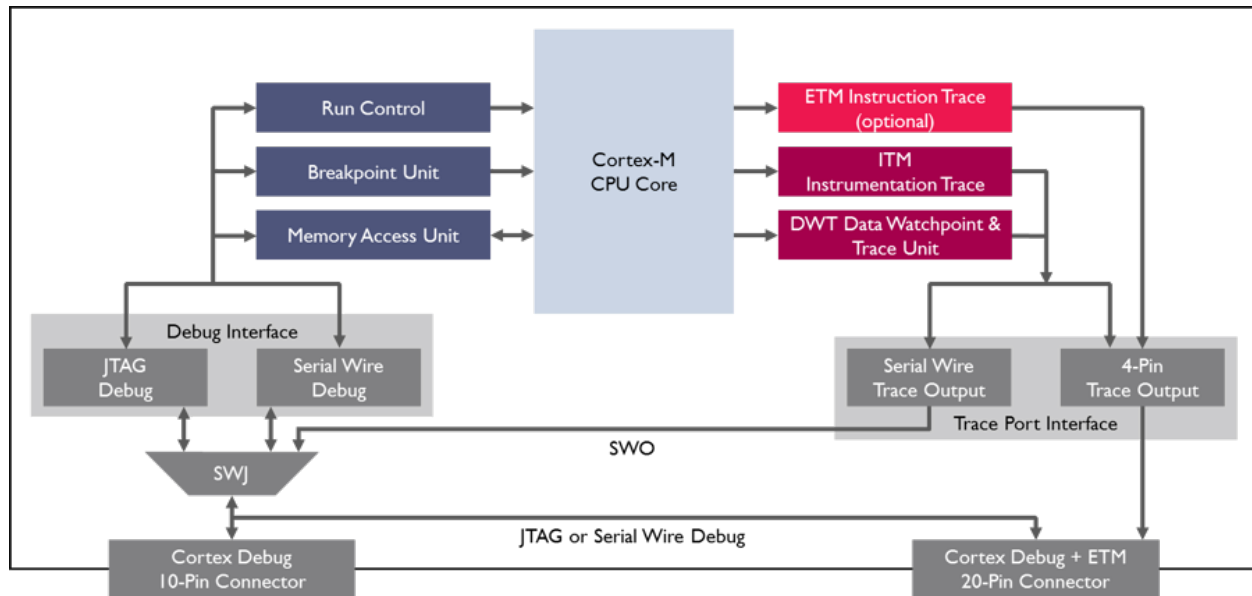 Run Control
Breakpoint Unit
Memory Access Unit
Cortex-M
CPU Core
ETM Instruction Trace
(optional)
ITM
Instrumentation Trace
DWT Data Watchpoint &
Trace Unit
Debug Interface
JTAG
Debug
Serial Wire
Debug
Serial Wire
Trace Output
4-Pin
Trace Output
Trace Port Interface
SWO
SWJ
JTAG or Serial Wire Debug
Cortex Debug
10-Pin Connector
Cortex Debug + ETM
20-Pin Connector